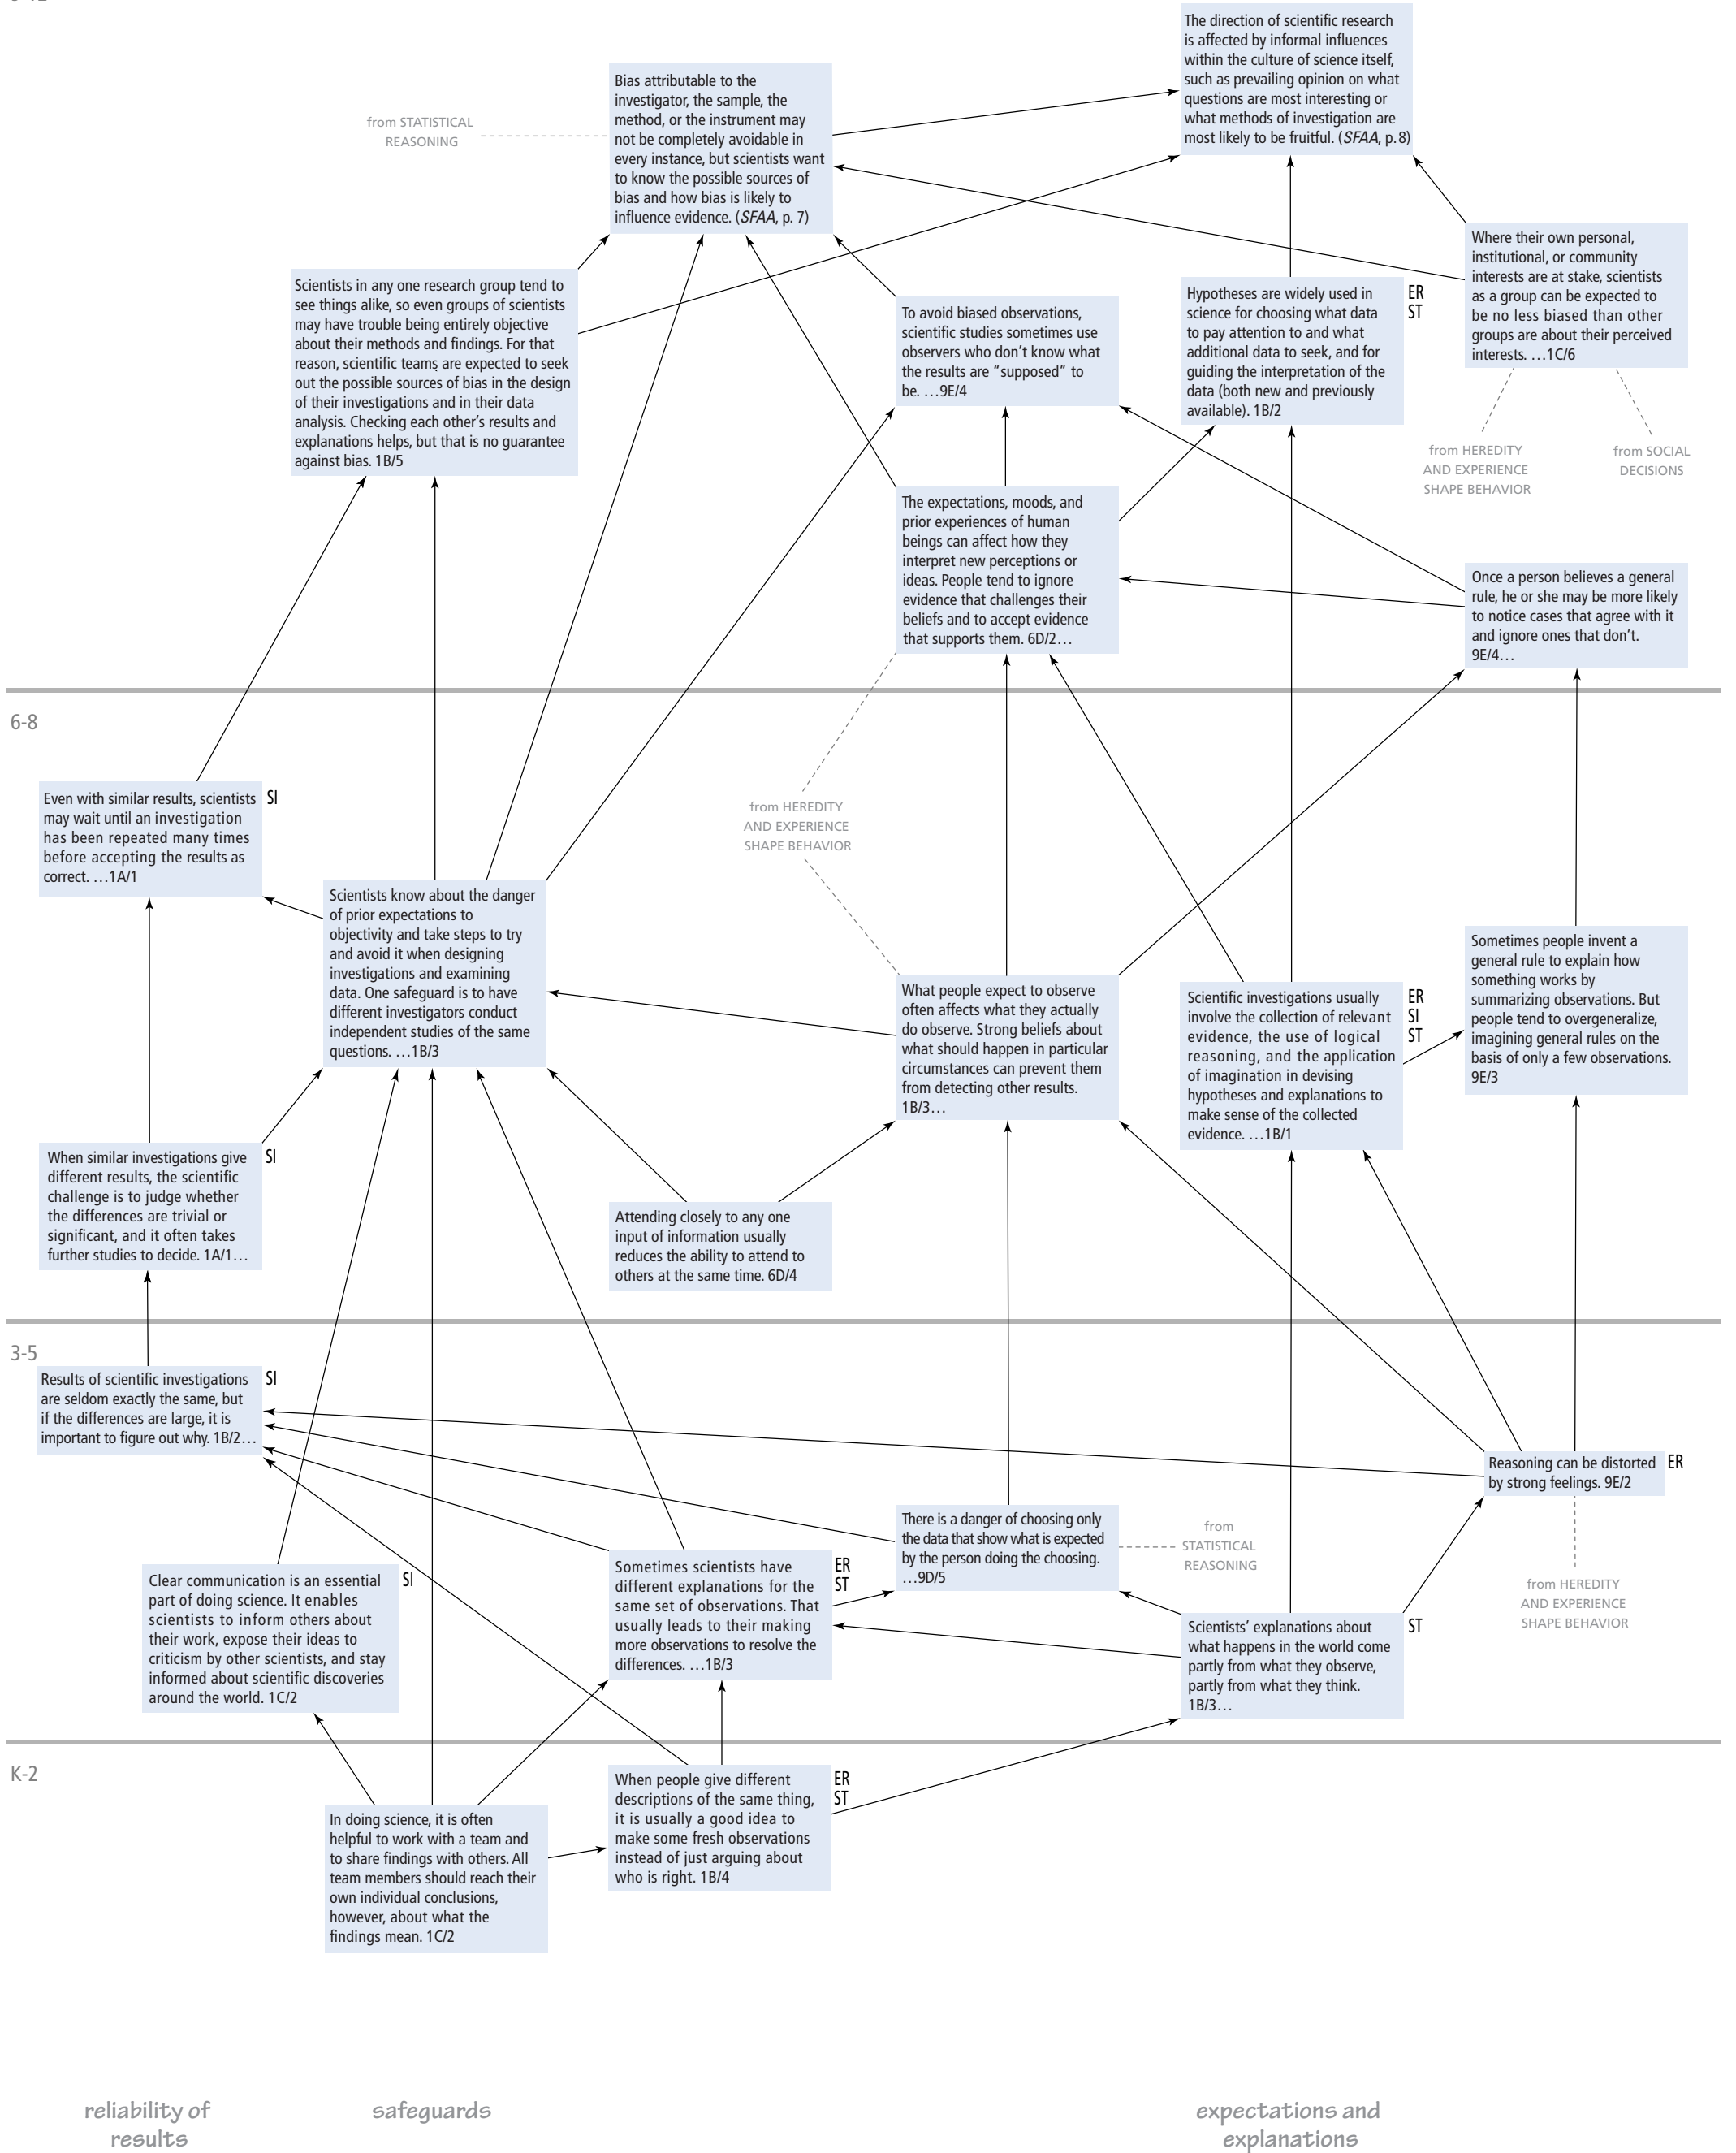 The direction of scientific research
is affected by informal influences
within the culture of science itself,
such as prevailing opinion on what
questions are most interesting or
what methods of investigation are
most likely to be fruitful. (SFAA, p. 8)
Bias attributable to the
investigator, the sample, the
method, or the instrument may
not be completely avoidable in
every instance, but scientists want
to know the possible sources of
bias and how bias is likely to
influence evidence. (SFAA, p. 7)
from STATISTICAL
REASONING
Where their own personal,
institutional, or community
interests are at stake, scientists
as a group can be expected to
be no less biased than other
groups are about their perceived
interests. …1C/6
Scientists in any one research group tend to
see things alike, so even groups of scientists
may have trouble being entirely objective
about their methods and findings. For that
reason, scientific teams are expected to seek
out the possible sources of bias in the design
of their investigations and in their data
analysis. Checking each other's results and
explanations helps, but that is no guarantee
against bias. 1B/5
To avoid biased observations,
scientific studies sometimes use
observers who don't know what
the results are "supposed" to
be. …9E/4
Hypotheses are widely used in
science for choosing what data
to pay attention to and what
additional data to seek, and for
guiding the interpretation of the
data (both new and previously
available). 1B/2
ER
ST
from HEREDITY
AND EXPERIENCE
SHAPE BEHAVIOR
from SOCIAL
DECISIONS
The expectations, moods, and
prior experiences of human
beings can affect how they
interpret new perceptions or
ideas. People tend to ignore
evidence that challenges their
beliefs and to accept evidence
that supports them. 6D/2…
Once a person believes a general
rule, he or she may be more likely
to notice cases that agree with it
and ignore ones that don't.
9E/4…
6-8
Even with similar results, scientists
may wait until an investigation
has been repeated many times
before accepting the results as
correct. …1A/1
SI
from HEREDITY
AND EXPERIENCE
SHAPE BEHAVIOR
Scientists know about the danger
of prior expectations to
objectivity and take steps to try
and avoid it when designing
investigations and examining
data. One safeguard is to have
different investigators conduct
independent studies of the same
questions. …1B/3
What people expect to observe
often affects what they actually
do observe. Strong beliefs about
what should happen in particular
circumstances can prevent them
from detecting other results.
1B/3…
Scientific investigations usually
involve the collection of relevant
evidence, the use of logical
reasoning, and the application
of imagination in devising
hypotheses and explanations to
make sense of the collected
evidence. …1B/1
ER
SI
ST
Sometimes people invent a
general rule to explain how
something works by
summarizing observations. But
people tend to overgeneralize,
imagining general rules on the
basis of only a few observations.
9E/3
When similar investigations give
different results, the scientific
challenge is to judge whether
the differences are trivial or
significant, and it often takes
further studies to decide. 1A/1…
SI
Attending closely to any one
input of information usually
reduces the ability to attend to
others at the same time. 6D/4
3-5
Results of scientific investigations
are seldom exactly the same, but
if the differences are large, it is
important to figure out why. 1B/2…
SI
Reasoning can be distorted
by strong feelings. 9E/2
ER
There is a danger of choosing only
the data that show what is expected
by the person doing the choosing.
…9D/5
from
STATISTICAL
REASONING
Clear communication is an essential
part of doing science. It enables
scientists to inform others about
their work, expose their ideas to
criticism by other scientists, and stay
informed about scientific discoveries
around the world. 1C/2
SI
Sometimes scientists have
different explanations for the
same set of observations. That
usually leads to their making
more observations to resolve the
differences. …1B/3
ER
ST
Scientists' explanations about
what happens in the world come
partly from what they observe,
partly from what they think.
1B/3…
ST
from HEREDITY
AND EXPERIENCE
SHAPE BEHAVIOR
K-2
When people give different
descriptions of the same thing,
it is usually a good idea to
make some fresh observations
instead of just arguing about
who is right. 1B/4
ER
ST
In doing science, it is often
helpful to work with a team and
to share findings with others. All
team members should reach their
own individual conclusions,
however, about what the
findings mean. 1C/2
reliability of
results
safeguards
expectations and
explanations